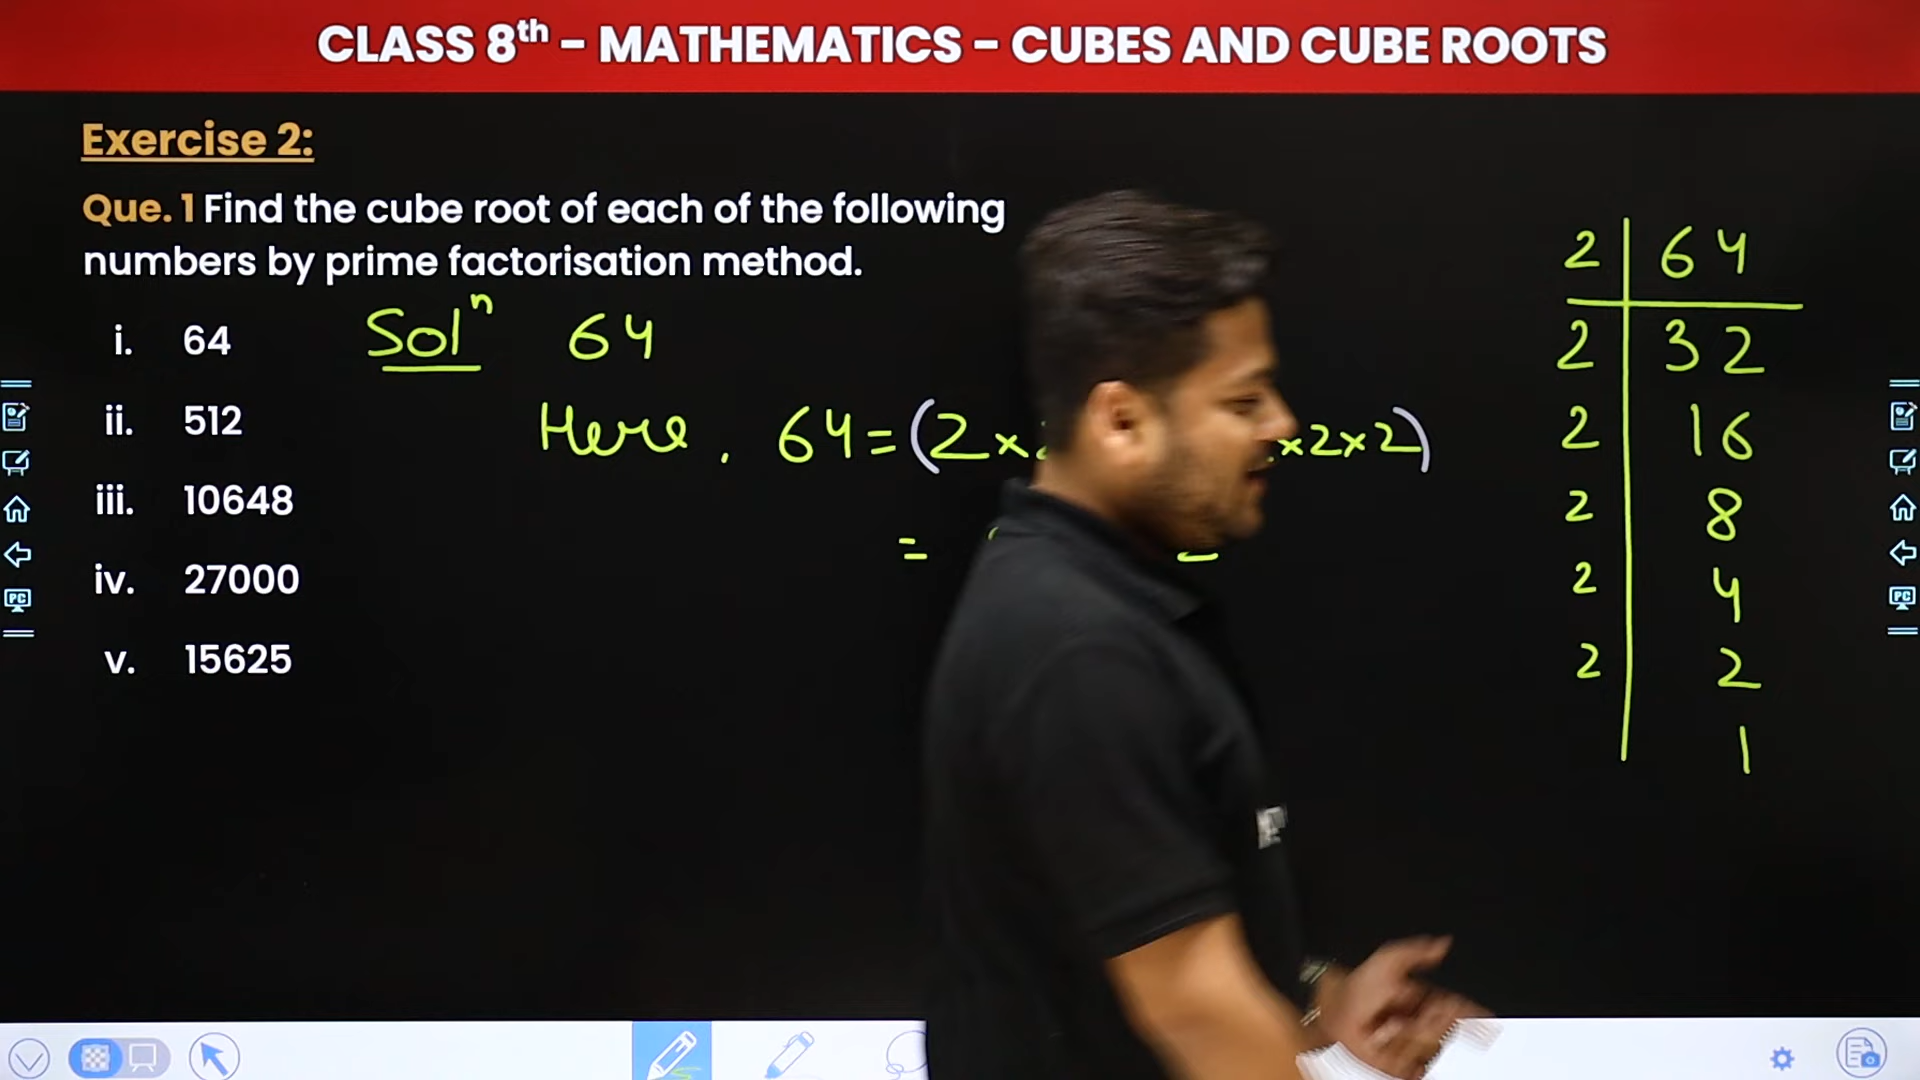 CLASS 8th - MATHEMATICS - CUBES AND CUBE ROOTS
Exercise 2:
Que. 1 Find the cube root of each of the following
numbers by prime factorisation method.
i. 64
ii. 512
iii. 10648
iv. 27000
v. 15625
Solⁿ 64
Here, 64 = (2 × × 2 × 2)
=
2 | 64
2 | 32
2 | 16
2 | 8
2 | 4
2 | 2
1
PC
PC